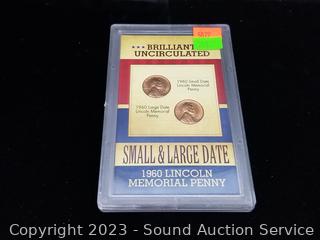 *** BRILLIANT
UNCIRCULATED
1960 Small Date
Lincoln Memorial
Penny
1960 Large Date
Lincoln Memorial
Penny
SMALL & LARGE DATE
1960 LINCOLN
MEMORIAL PENNY
Copyright © 2023 - Sound Auction Service